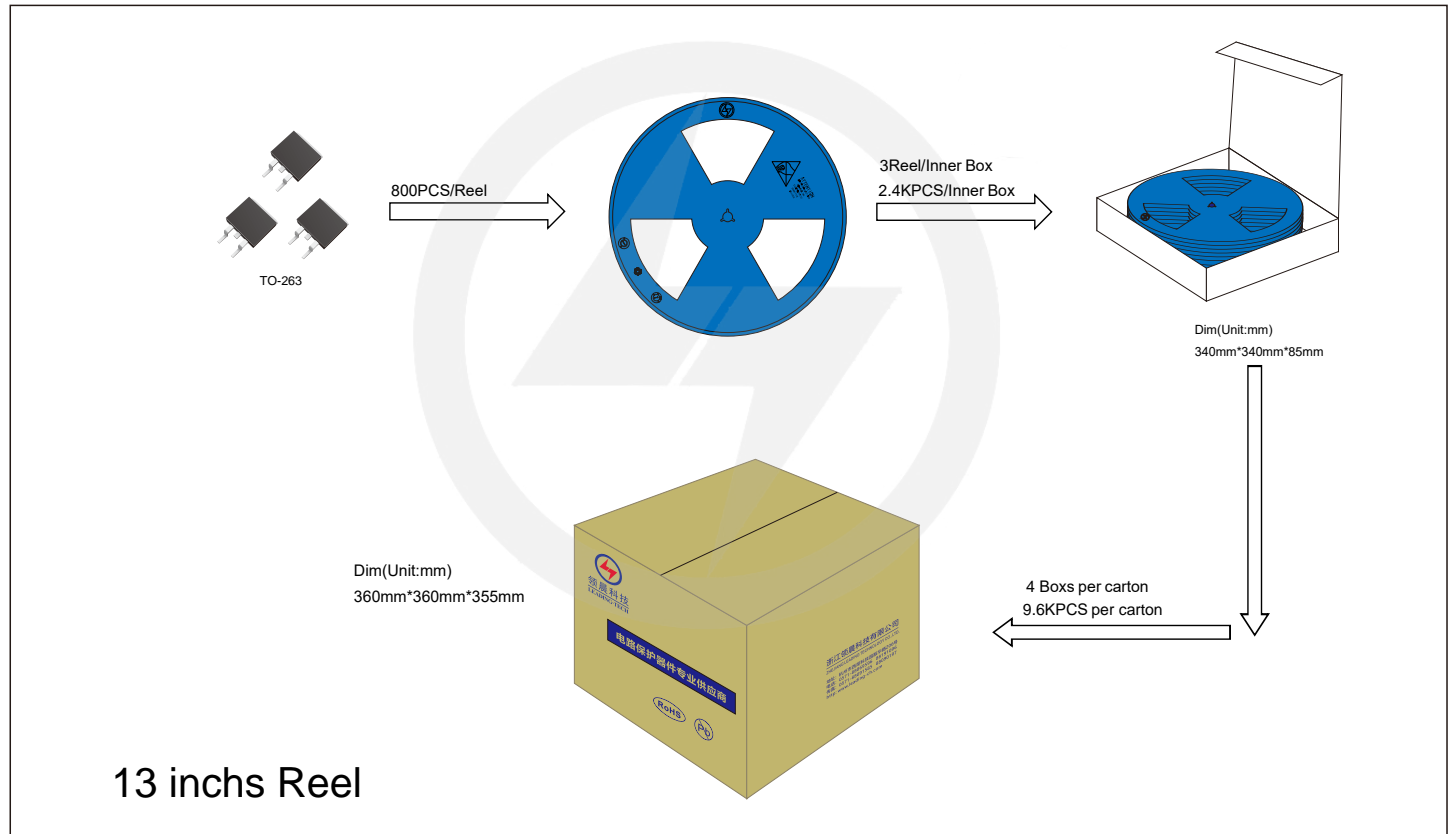 TO-263
800PCS/Reel
3Reel/Inner Box
2.4KPCS/Inner Box
Dim(Unit:mm)
340mm*340mm*85mm
4 Boxs per carton
9.6KPCS per carton
Dim(Unit:mm)
360mm*360mm*355mm
领晨科技
LEADING-TECH
电路保护器件专业供应商
RoHS
Pb
浙江领晨科技有限公司
13 inchs Reel